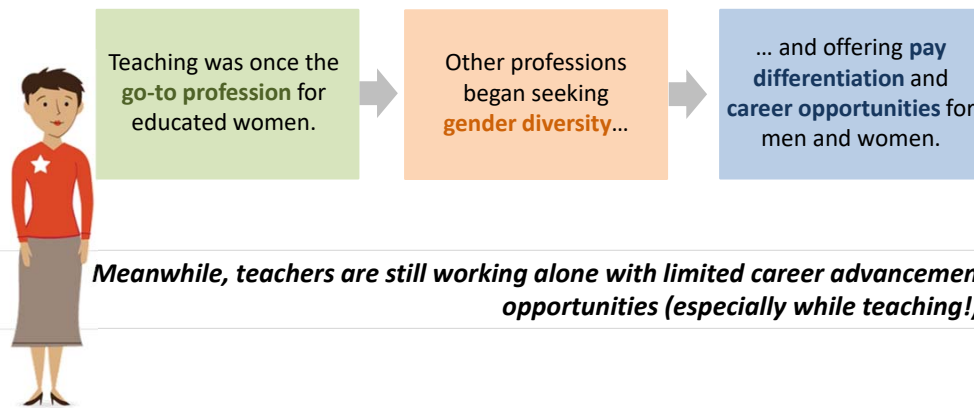 Teaching was once the
go-to profession for
educated women.
Other professions
began seeking
gender diversity...
... and offering pay
differentiation and
career opportunities for
men and women.
Meanwhile, teachers are still working alone with limited career advancemen
opportunities (especially while teaching!)